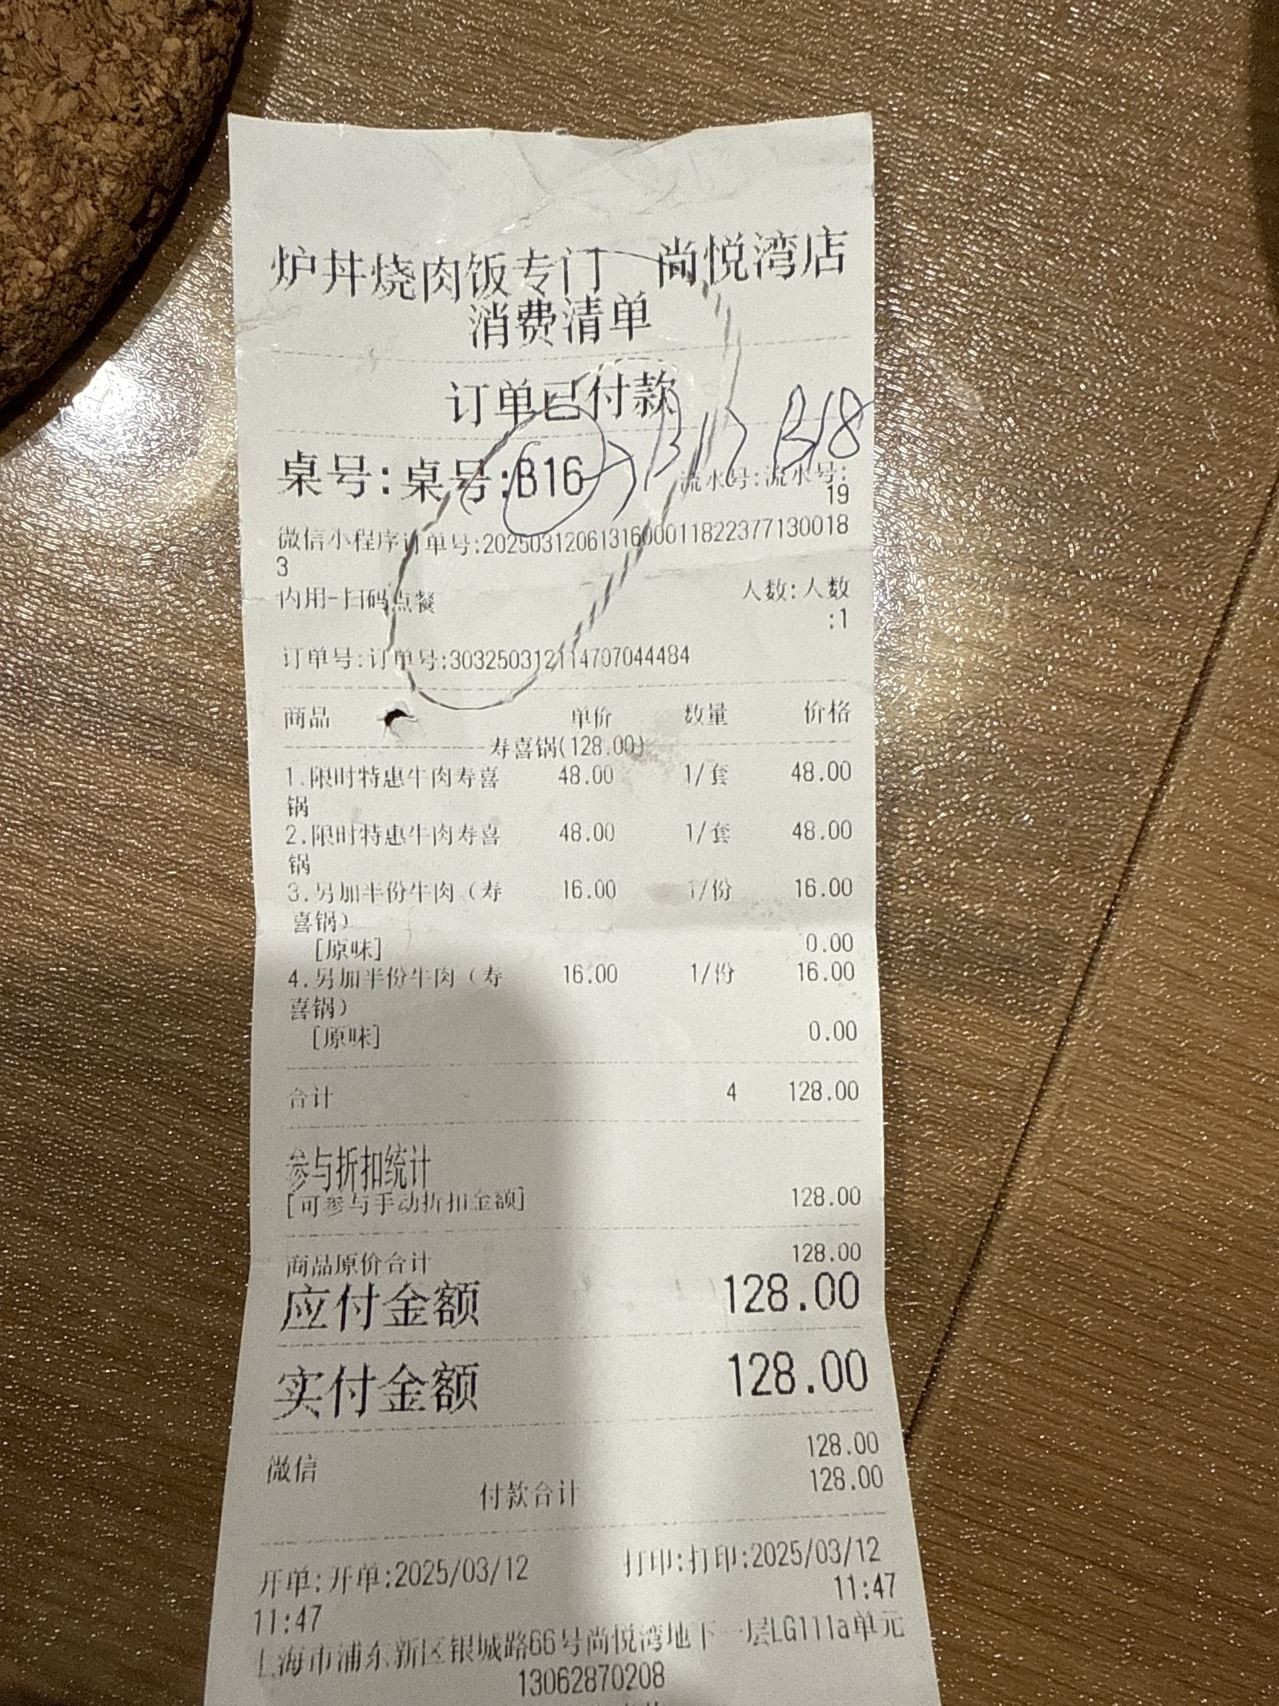 炉丼烧肉饭专门 尚悦湾店
消费清单
订单已付款
B17 B18
桌号:桌号:B16 流水号:流水号:
19
微信小程序订单号:2025031206131600011822377130018
3
内用-扫码点餐 人数:人数
:1
订单号:订单号:303250312114707044484
商品 单价 数量 价格
寿喜锅(128.00)
1.限时特惠牛肉寿喜 48.00 1/套 48.00
锅
2.限时特惠牛肉寿喜 48.00 1/套 48.00
锅
3.另加半份牛肉（寿 16.00 1/份 16.00
喜锅）
[原味] 0.00
4.另加半份牛肉（寿 16.00 1/份 16.00
喜锅）
[原味] 0.00
合计 4 128.00
参与折扣统计
[可参与手动折扣金额] 128.00
商品原价合计 128.00
应付金额 128.00
实付金额 128.00
微信 128.00
付款合计 128.00
开单:开单:2025/03/12 打印:打印:2025/03/12
11:47 11:47
上海市浦东新区银城路66号尚悦湾地下一层LG111a单元
13062870208